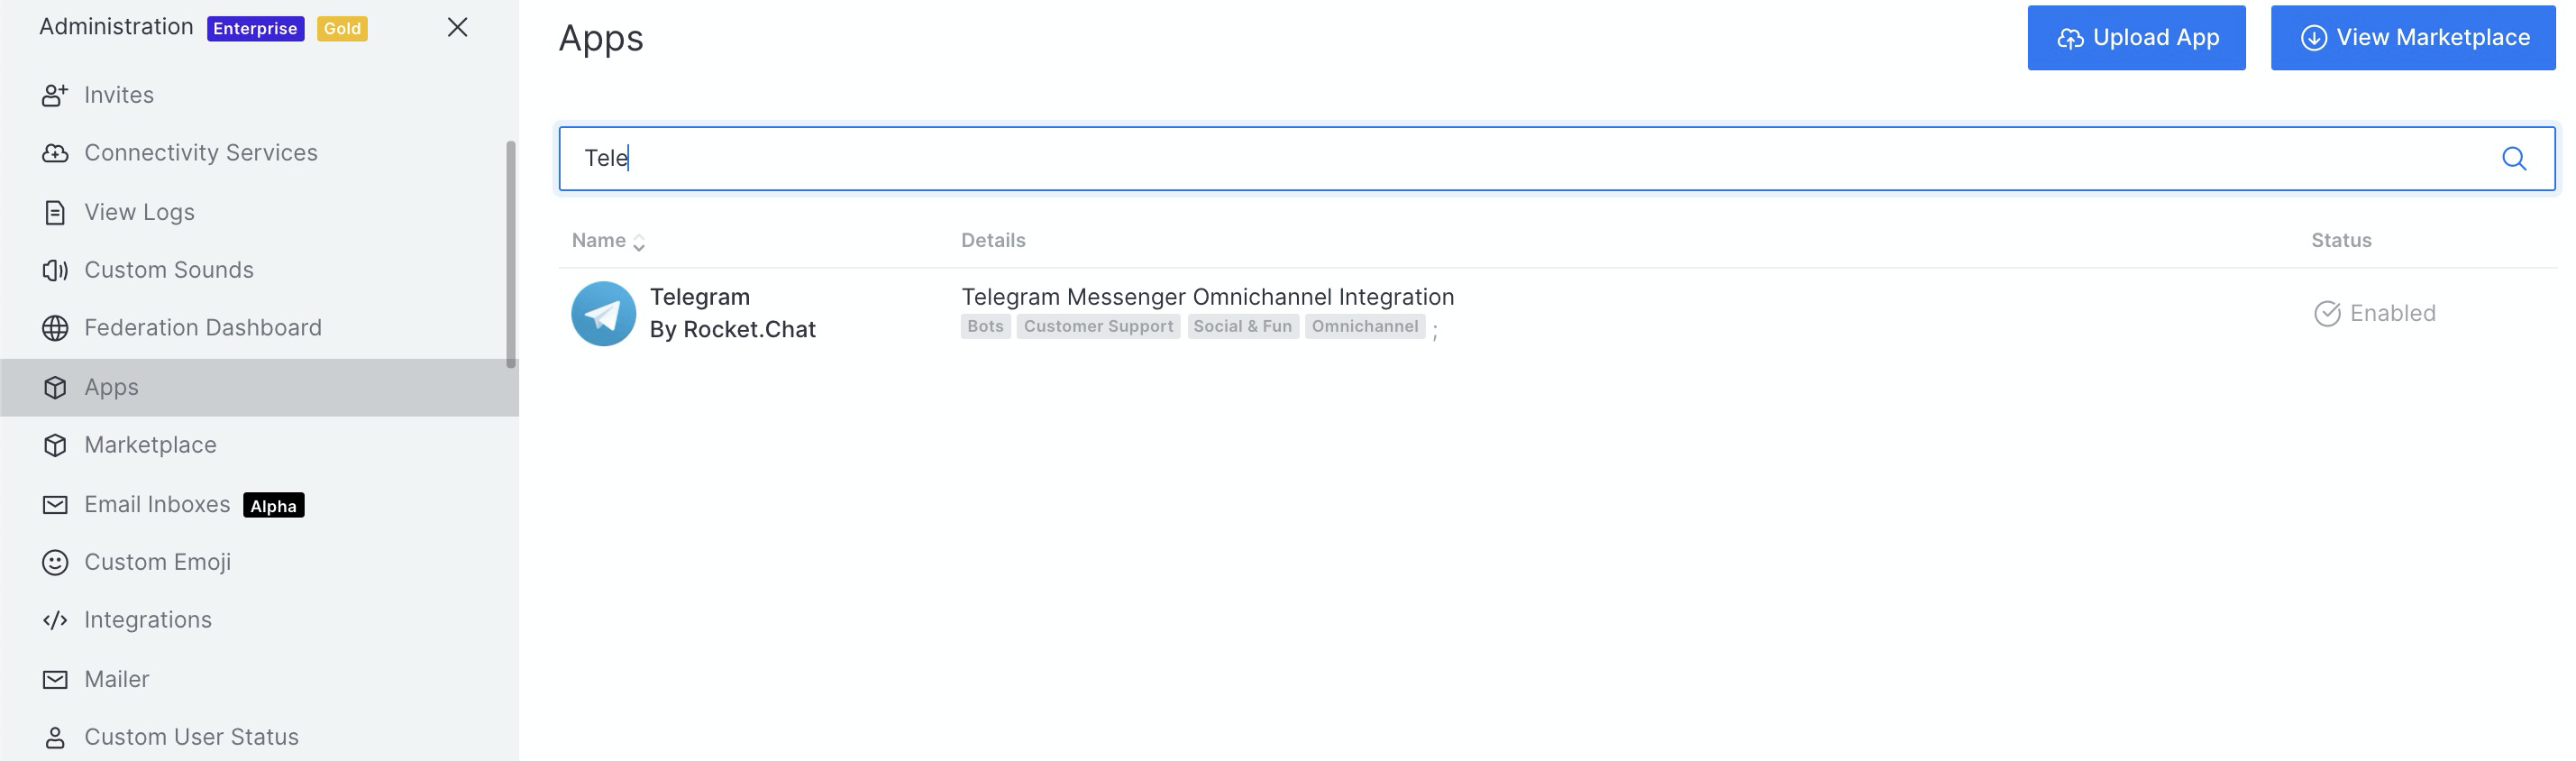 Administration Enterprise Gold
Invites
Connectivity Services
View Logs
Custom Sounds
Federation Dashboard
Apps
Marketplace
Email Inboxes Alpha
Custom Emoji
Integrations
Mailer
Custom User Status
Apps
Upload App
View Marketplace
Tele
Name Details Status
Telegram
By Rocket.Chat
Telegram Messenger Omnichannel Integration
Bots Customer Support Social & Fun Omnichannel ;
Enabled